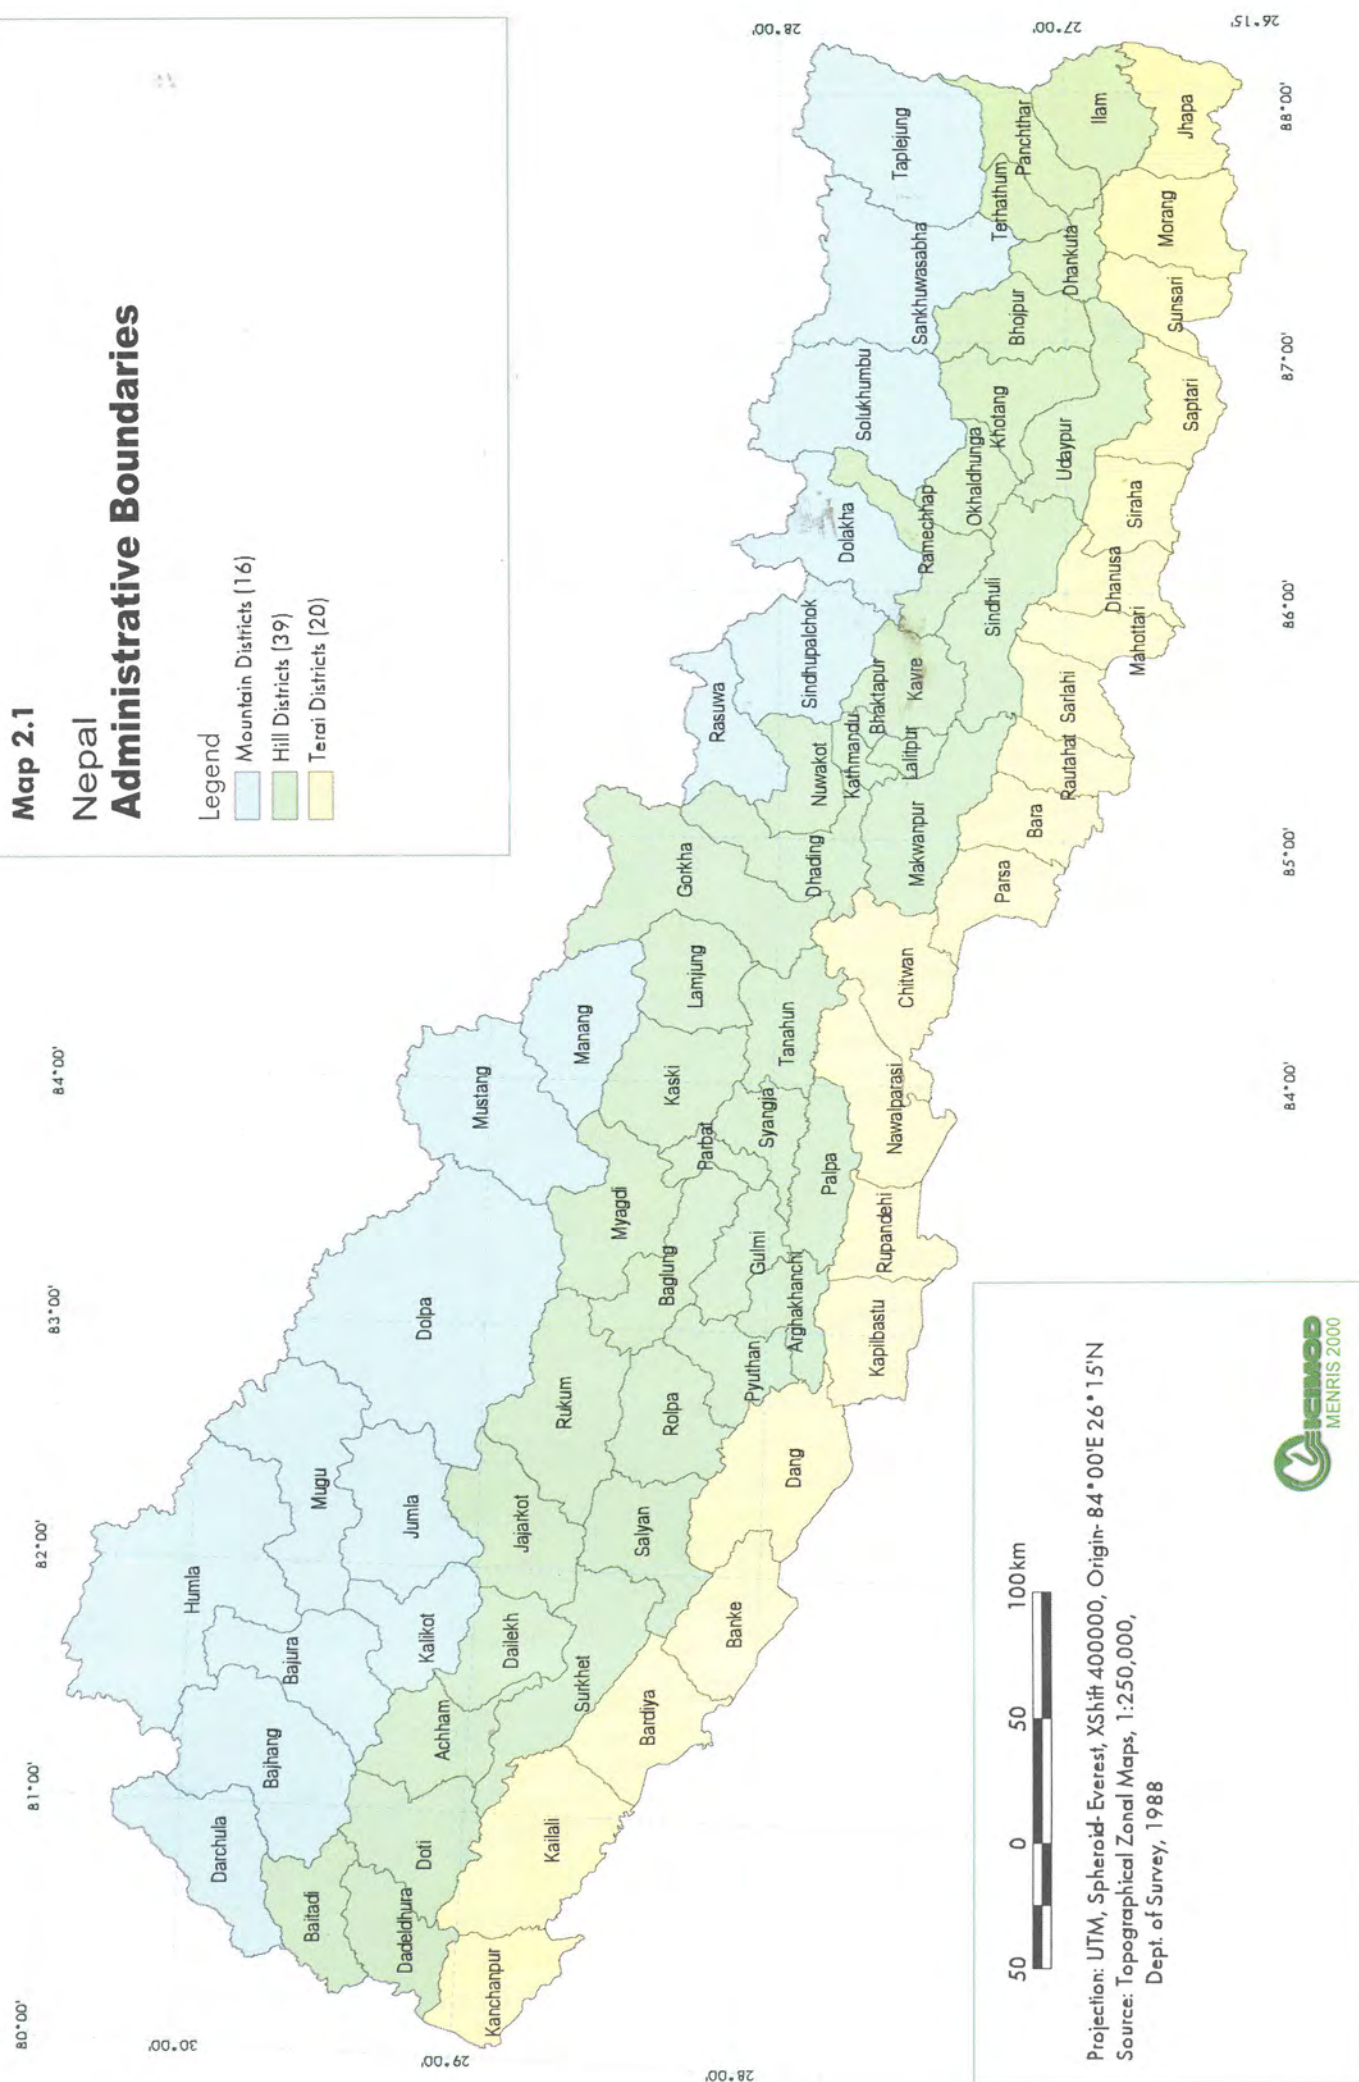 Map 2.1
Nepal
Administrative Boundaries
Legend
Mountain Districts (16)
Hill Districts (39)
Terai Districts (20)
80°00'
81°00'
82°00'
83°00'
84°00'
30°00'
29°00'
28°00'
28°00'
27°00'
26°15'
84°00'
85°00'
86°00'
87°00'
88°00'
Darchula
Bajhang
Humla
Bajura
Mugu
Baitadi
Dadeldhura
Doti
Achham
Kalikot
Jumla
Dolpa
Mustang
Manang
Kanchanpur
Kailali
Bardiya
Surkhet
Dailekh
Jajarkot
Rukum
Salyan
Rolpa
Banke
Dang
Pyuthan
Baglung
Myagdi
Parbat
Kaski
Lamjung
Gorkha
Gulmi
Arghakhanchi
Syangja
Palpa
Tanahun
Kapilbastu
Rupandehi
Nawalparasi
Chitwan
Dhading
Nuwakot
Rasuwa
Sindhupalchok
Kathmandu
Bhaktapur
Lalitpur
Kavre
Makwanpur
Parsa
Bara
Rautahat
Sarlahi
Mahottari
Dhanusa
Siraha
Saptari
Sindhuli
Ramechhap
Dolakha
Okhaldhunga
Solukhumbu
Khotang
Udaypur
Bhojpur
Sankhuwasabha
Taplejung
Terhathum
Panchthar
Dhankuta
Ilam
Sunsari
Morang
Jhapa
50 0 50 100km
Projection: UTM, Spheroid- Everest, XShift 400000, Origin- 84°00'E 26°15'N
Source: Topographical Zonal Maps, 1:250,000,
Dept. of Survey, 1988
ICIMOD
MENRIS 2000